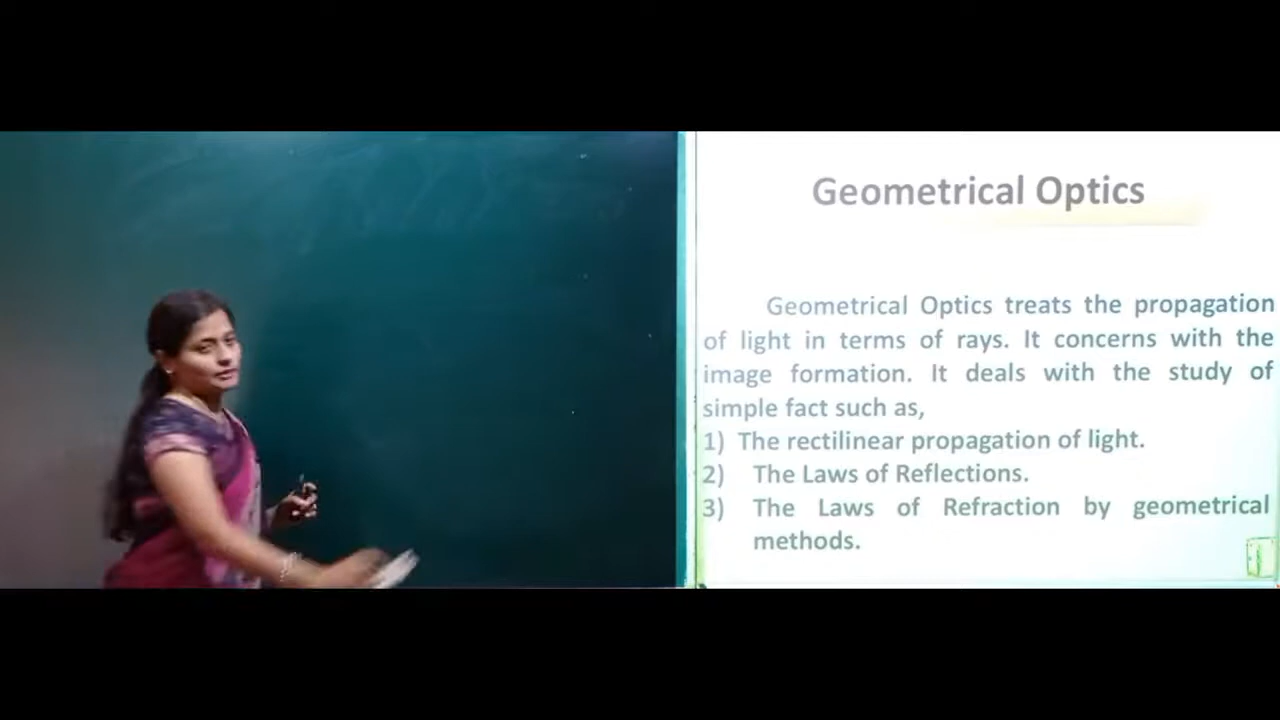 Geometrical Optics
Geometrical Optics treats the propagation
of light in terms of rays. It concerns with the
image formation. It deals with the study of
simple fact such as,
1) The rectilinear propagation of light.
2) The Laws of Reflections.
3) The Laws of Refraction by geometrical
methods.